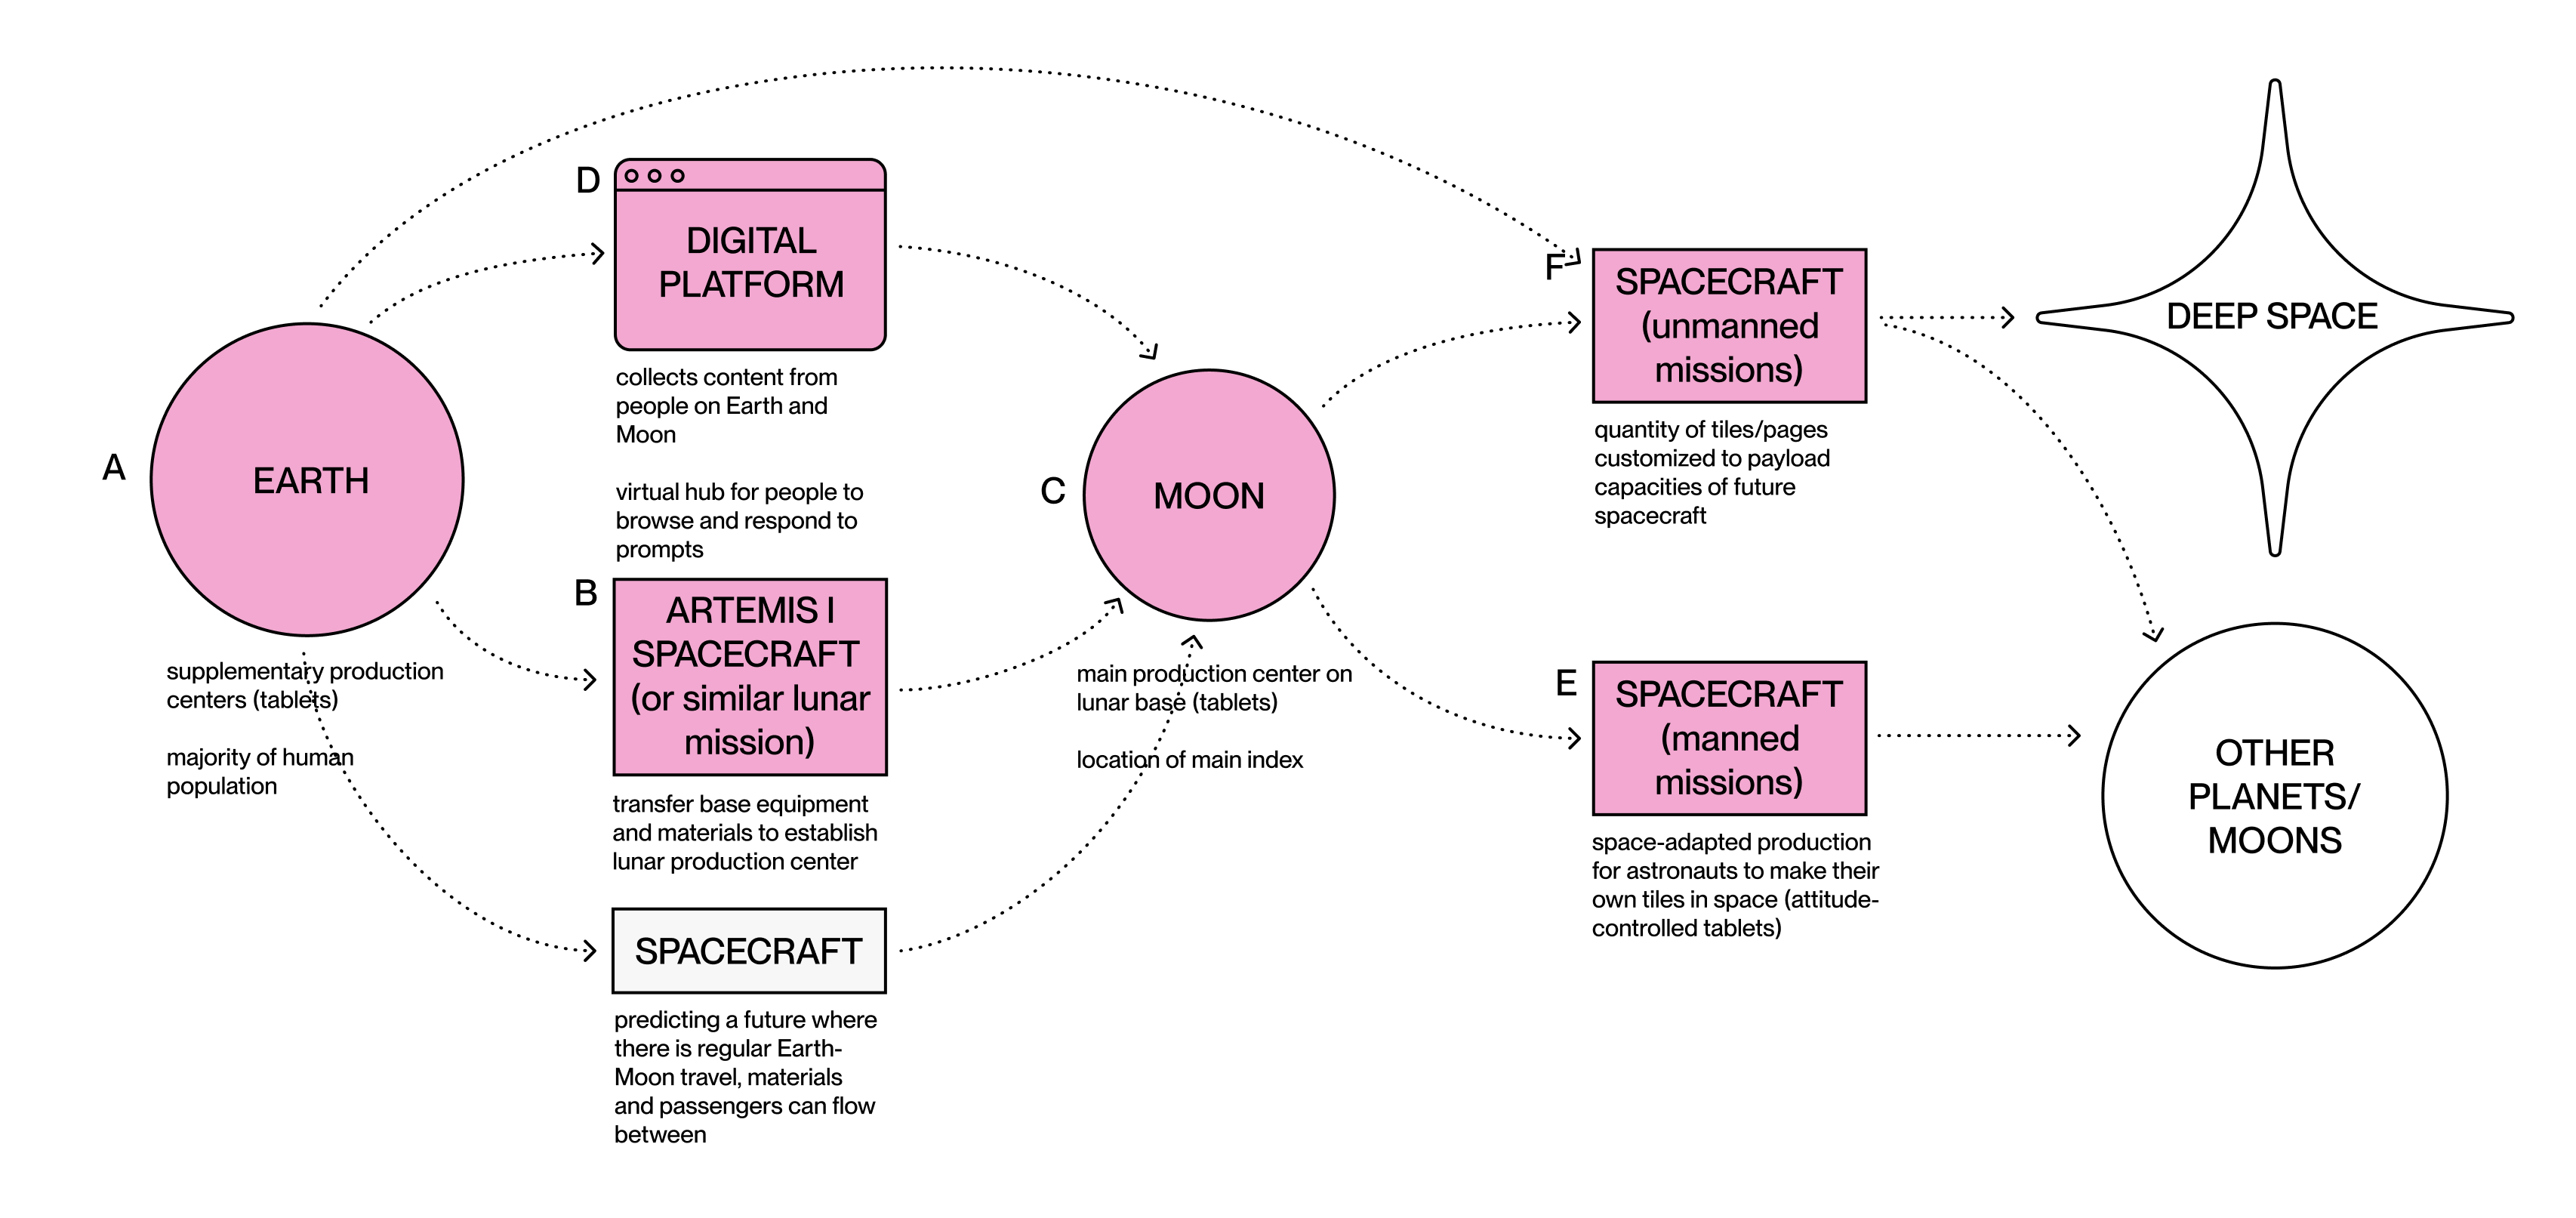 A
EARTH
supplementary production
centers (tablets)
majority of human
population
D
DIGITAL
PLATFORM
collects content from
people on Earth and
Moon
virtual hub for people to
browse and respond to
prompts
B
ARTEMIS I
SPACECRAFT
(or similar lunar
mission)
transfer base equipment
and materials to establish
lunar production center
SPACECRAFT
predicting a future where
there is regular Earth-
Moon travel, materials
and passengers can flow
between
C
MOON
main production center on
lunar base (tablets)
location of main index
F
SPACECRAFT
(unmanned
missions)
quantity of tiles/pages
customized to payload
capacities of future
spacecraft
E
SPACECRAFT
(manned
missions)
space-adapted production
for astronauts to make their
own tiles in space (attitude-
controlled tablets)
DEEP SPACE
OTHER
PLANETS/
MOONS